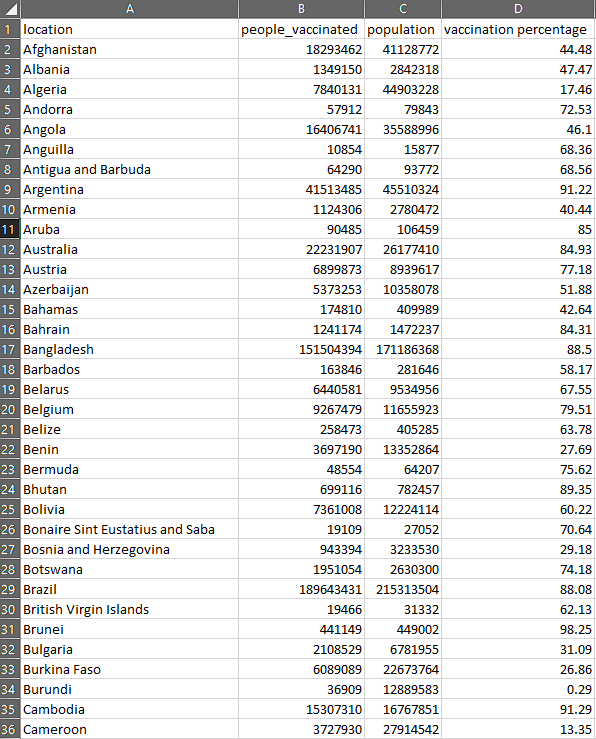 A B C D
1 location people_vaccinated population vaccination percentage
2 Afghanistan 18293462 41128772 44.48
3 Albania 1349150 2842318 47.47
4 Algeria 7840131 44903228 17.46
5 Andorra 57912 79843 72.53
6 Angola 16406741 35588996 46.1
7 Anguilla 10854 15877 68.36
8 Antigua and Barbuda 64290 93772 68.56
9 Argentina 41513485 45510324 91.22
10 Armenia 1124306 2780472 40.44
11 Aruba 90485 106459 85
12 Australia 22231907 26177410 84.93
13 Austria 6899873 8939617 77.18
14 Azerbaijan 5373253 10358078 51.88
15 Bahamas 174810 409989 42.64
16 Bahrain 1241174 1472237 84.31
17 Bangladesh 151504394 171186368 88.5
18 Barbados 163846 281646 58.17
19 Belarus 6440581 9534956 67.55
20 Belgium 9267479 11655923 79.51
21 Belize 258473 405285 63.78
22 Benin 3697190 13352864 27.69
23 Bermuda 48554 64207 75.62
24 Bhutan 699116 782457 89.35
25 Bolivia 7361008 12224114 60.22
26 Bonaire Sint Eustatius and Saba 19109 27052 70.64
27 Bosnia and Herzegovina 943394 3233530 29.18
28 Botswana 1951054 2630300 74.18
29 Brazil 189643431 215313504 88.08
30 British Virgin Islands 19466 31332 62.13
31 Brunei 441149 449002 98.25
32 Bulgaria 2108529 6781955 31.09
33 Burkina Faso 6089089 22673764 26.86
34 Burundi 36909 12889583 0.29
35 Cambodia 15307310 16767851 91.29
36 Cameroon 3727930 27914542 13.35